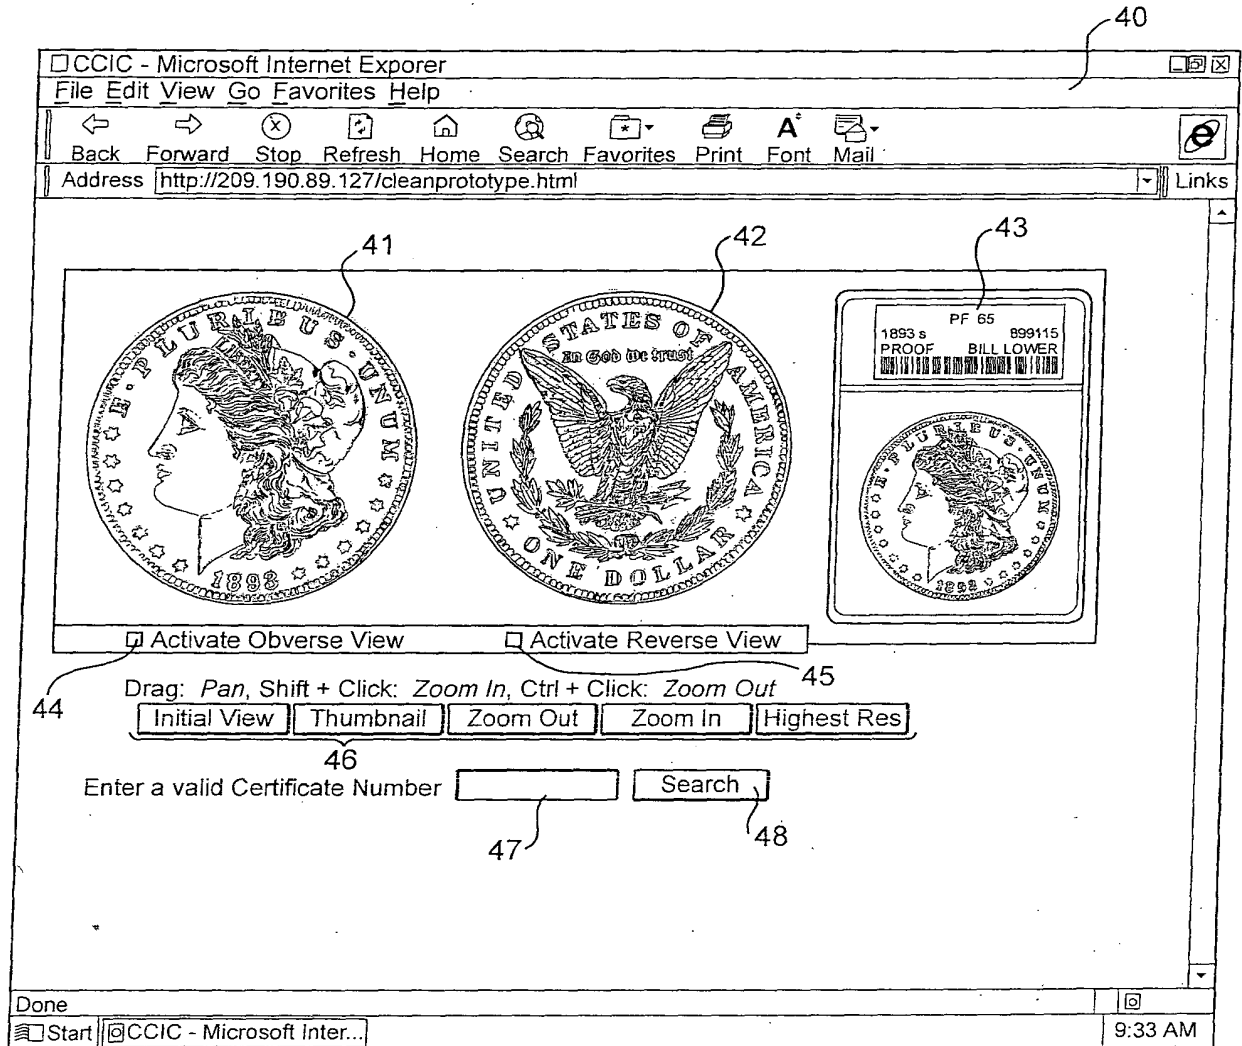 40
CCIC - Microsoft Internet Exporer
File Edit View Go Favorites Help
Back Forward Stop Refresh Home Search Favorites Print Font Mail
Address http://209.190.89.127/cleanprototype.html Links
41
42
43
E · PLURIBUS · UNUM
1893
UNITED STATES OF AMERICA
In God we trust
ONE DOLLAR
PF 65
1893 s 899115
PROOF BILL LOWER
E · PLURIBUS · UNUM
Activate Obverse View Activate Reverse View
44
45
Drag: Pan, Shift + Click: Zoom In, Ctrl + Click: Zoom Out
Initial View Thumbnail Zoom Out Zoom In Highest Res
46
Enter a valid Certificate Number Search
47
48
Done
Start CCIC - Microsoft Inter... 9:33 AM